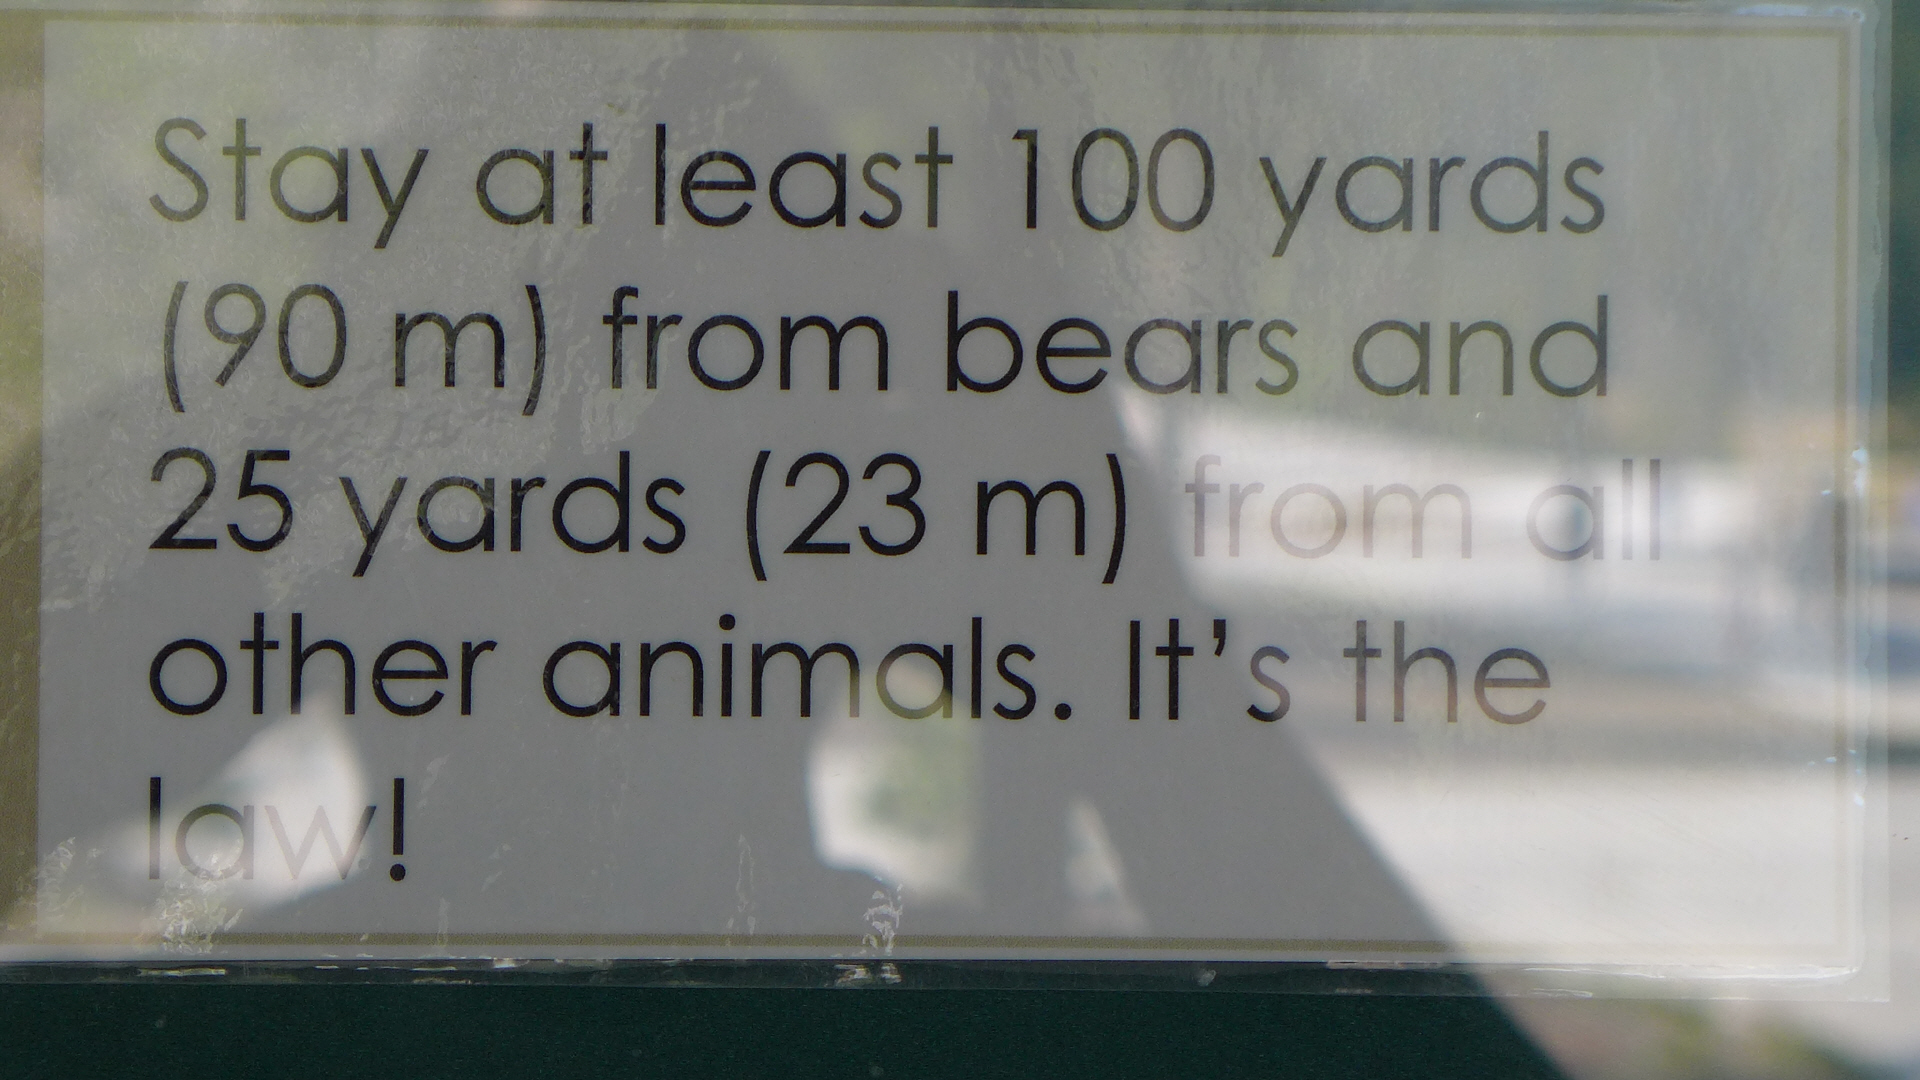 Stay at least 100 yards
(90 m) from bears and
25 yards (23 m) from all
other animals. It’s the
law!